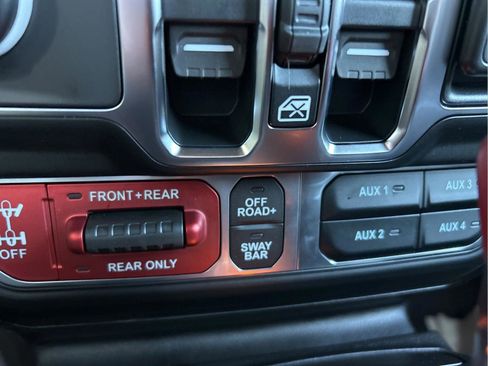 FRONT+REAR
OFF
REAR ONLY
OFF
ROAD+
SWAY
BAR
AUX 1
AUX 3
AUX 2
AUX 4